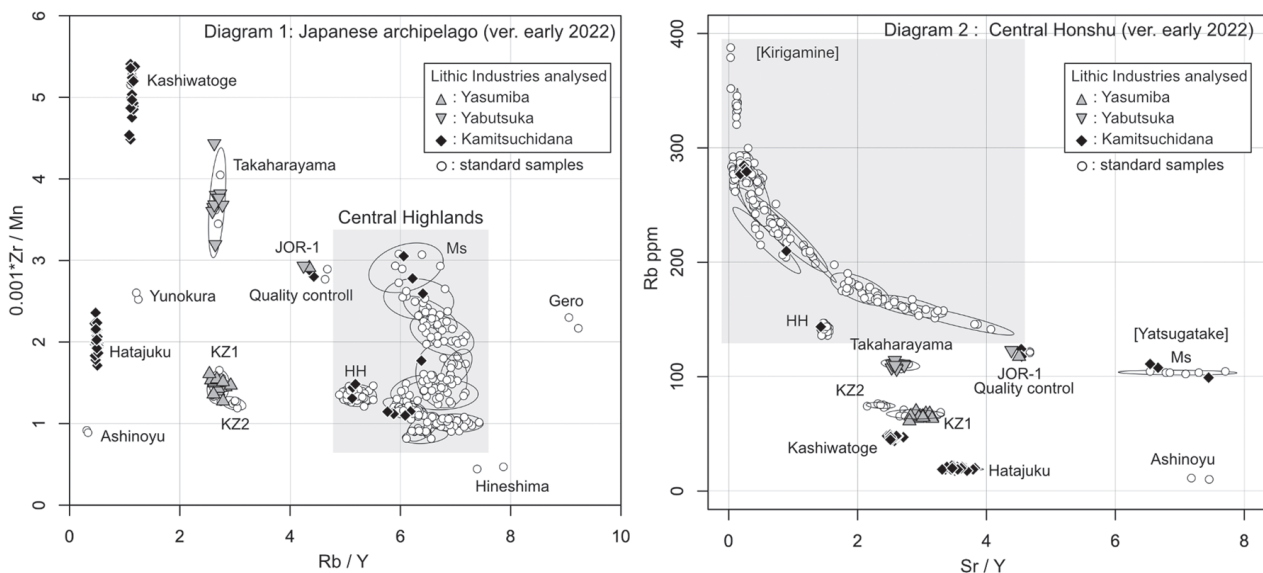 Diagram 1: Japanese archipelago (ver. early 2022)
Lithic Industries analysed
: Yasumiba
: Yabutsuka
: Kamitsuchidana
: standard samples
Kashiwatoge
Takaharayama
Central Highlands
JOR-1
Quality controll
Ms
Yunokura
Gero
Hatajuku
KZ1
HH
KZ2
Ashinoyu
Hineshima
0.001*Zr / Mn
6
5
4
3
2
1
0
0 2 4 6 8 10
Rb / Y
Diagram 2 : Central Honshu (ver. early 2022)
[Kirigamine]
Lithic Industries analysed
: Yasumiba
: Yabutsuka
: Kamitsuchidana
: standard samples
HH
Takaharayama
[Yatsugatake]
Ms
JOR-1
Quality control
KZ2
KZ1
Kashiwatoge
Hatajuku
Ashinoyu
Rb ppm
400
300
200
100
0
0 2 4 6 8
Sr / Y